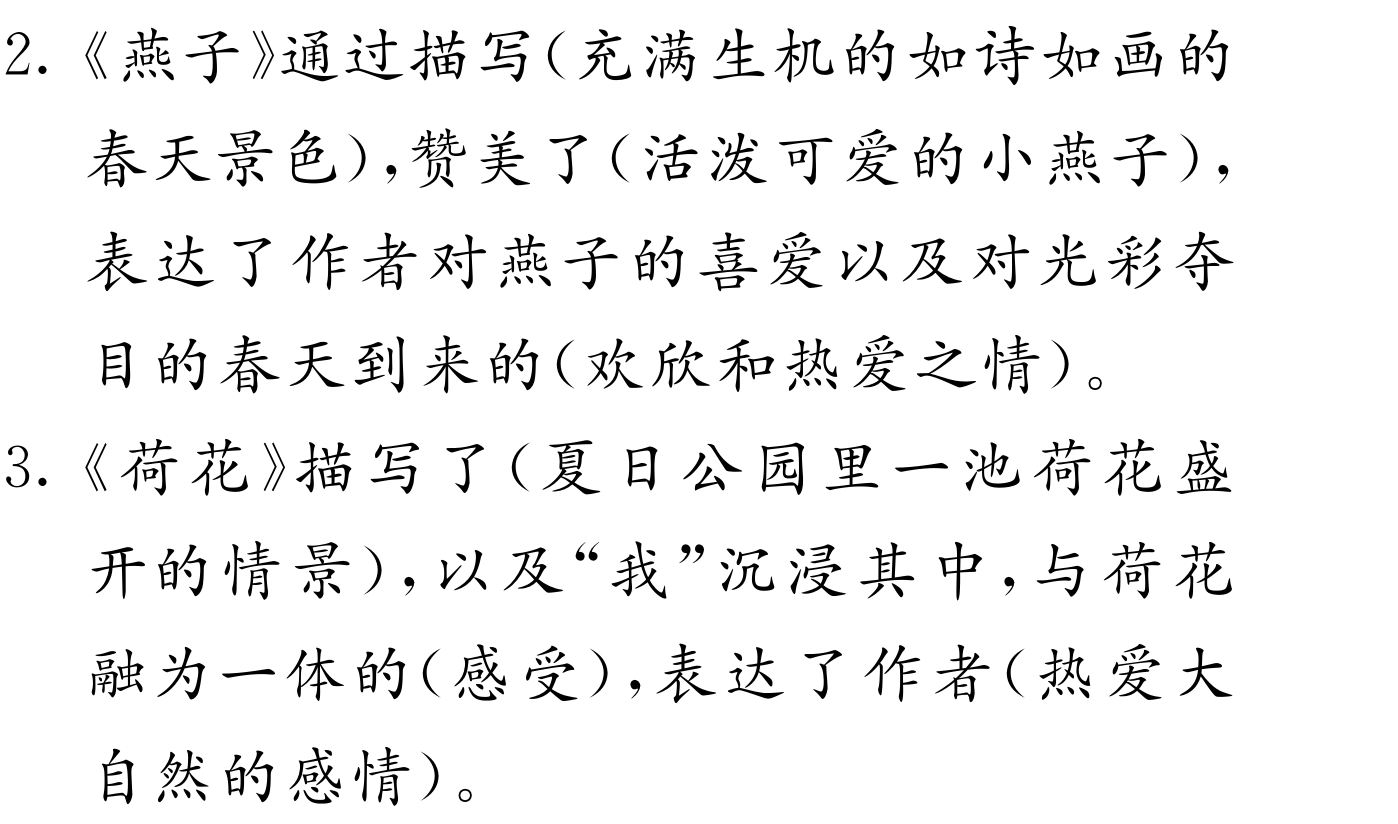 2.《燕子》通过描写(充满生机的如诗如画的
春天景色),赞美了(活泼可爱的小燕子),
表达了作者对燕子的喜爱以及对光彩夺
目的春天到来的(欢欣和热爱之情)。
3.《荷花》描写了(夏日公园里一池荷花盛
开的情景),以及“我”沉浸其中,与荷花
融为一体的(感受),表达了作者(热爱大
自然的感情)。